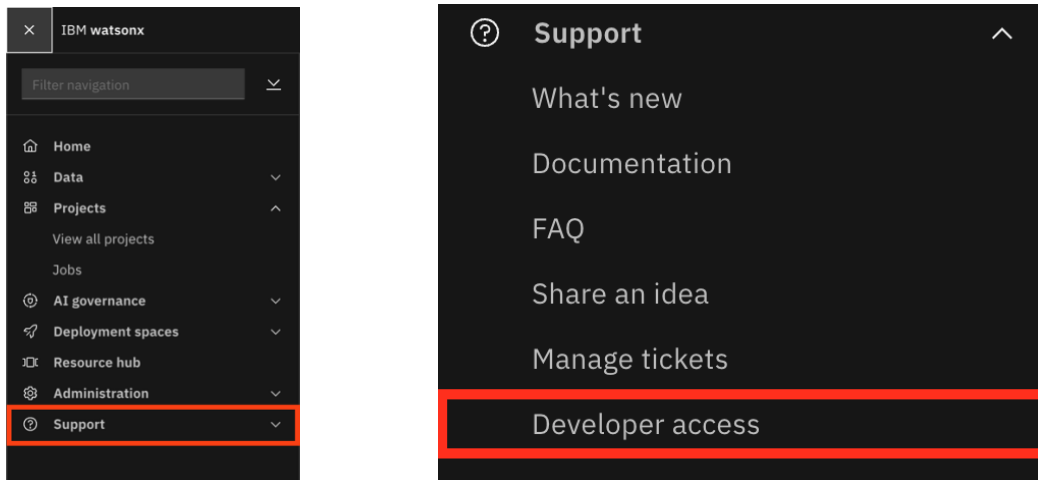 IBM watsonx
Filter navigation
Home
Data
Projects
View all projects
Jobs
AI governance
Deployment spaces
Resource hub
Administration
Support
Support
What's new
Documentation
FAQ
Share an idea
Manage tickets
Developer access